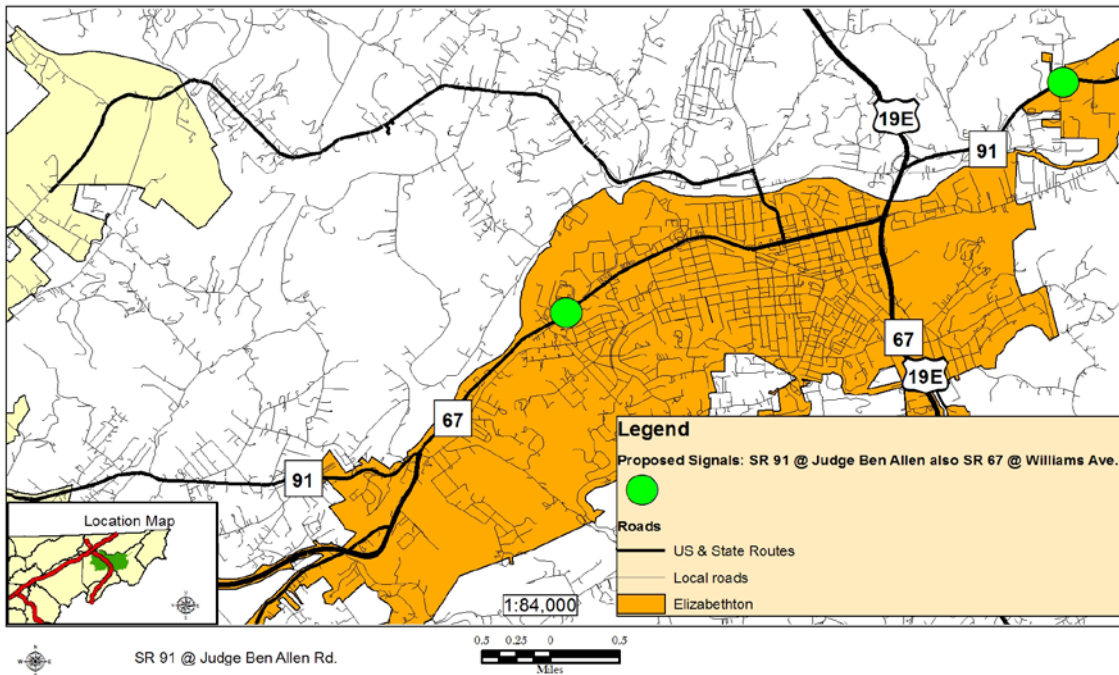 19E
91
67
67
19E
91
Legend
Proposed Signals: SR 91 @ Judge Ben Allen also SR 67 @ Williams Ave.
Roads
US & State Routes
Local roads
Elizabethton
Location Map
1:84,000
SR 91 @ Judge Ben Allen Rd.
0.5 0.25 0 0.5
Miles